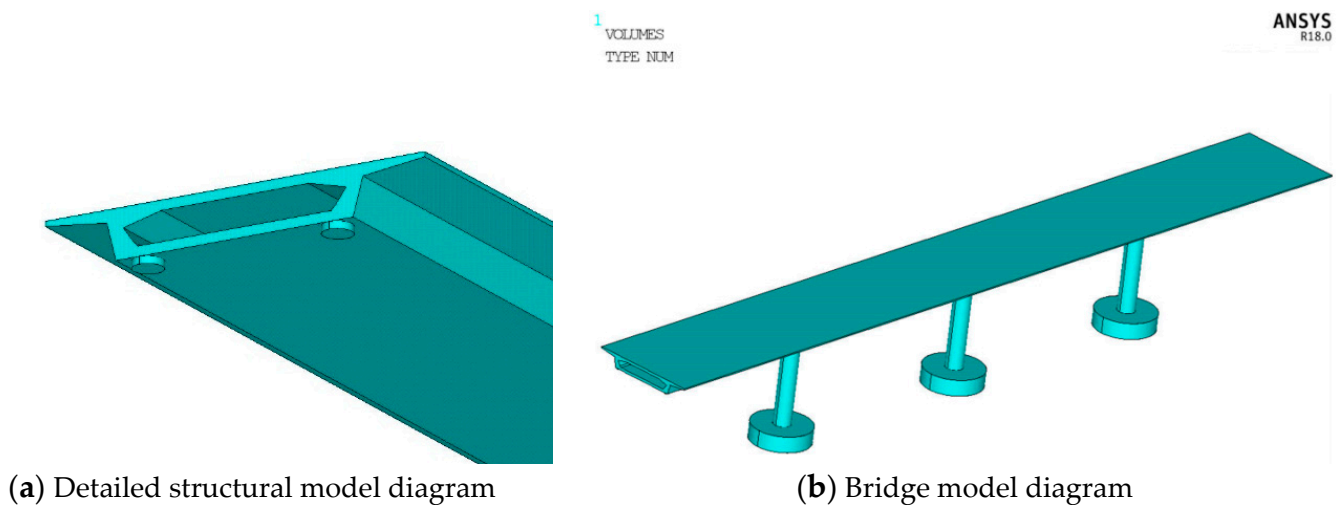 1
VOLUMES
TYPE NUM
ANSYS
R18.0
(a) Detailed structural model diagram
(b) Bridge model diagram